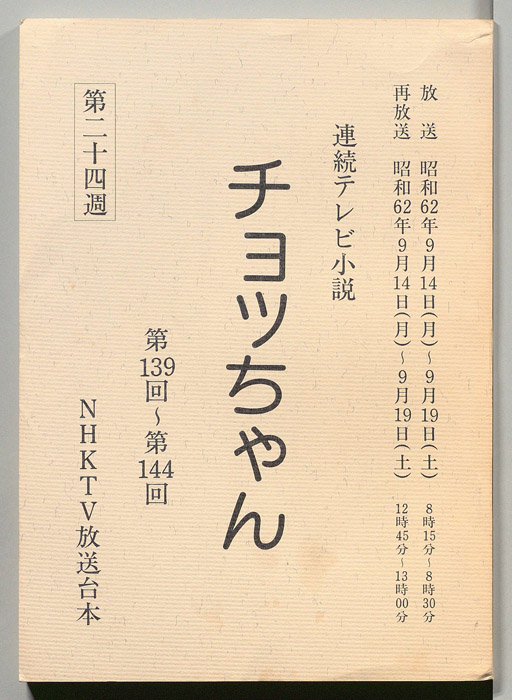 放　送　昭和62年9月14日(月)～9月19日(土)　8時15分～8時30分
再放送　昭和62年9月14日(月)～9月19日(土)　12時45分～13時00分
連続テレビ小説
チョッちゃん
第139回～第144回
第二十四週
NHKTV放送台本